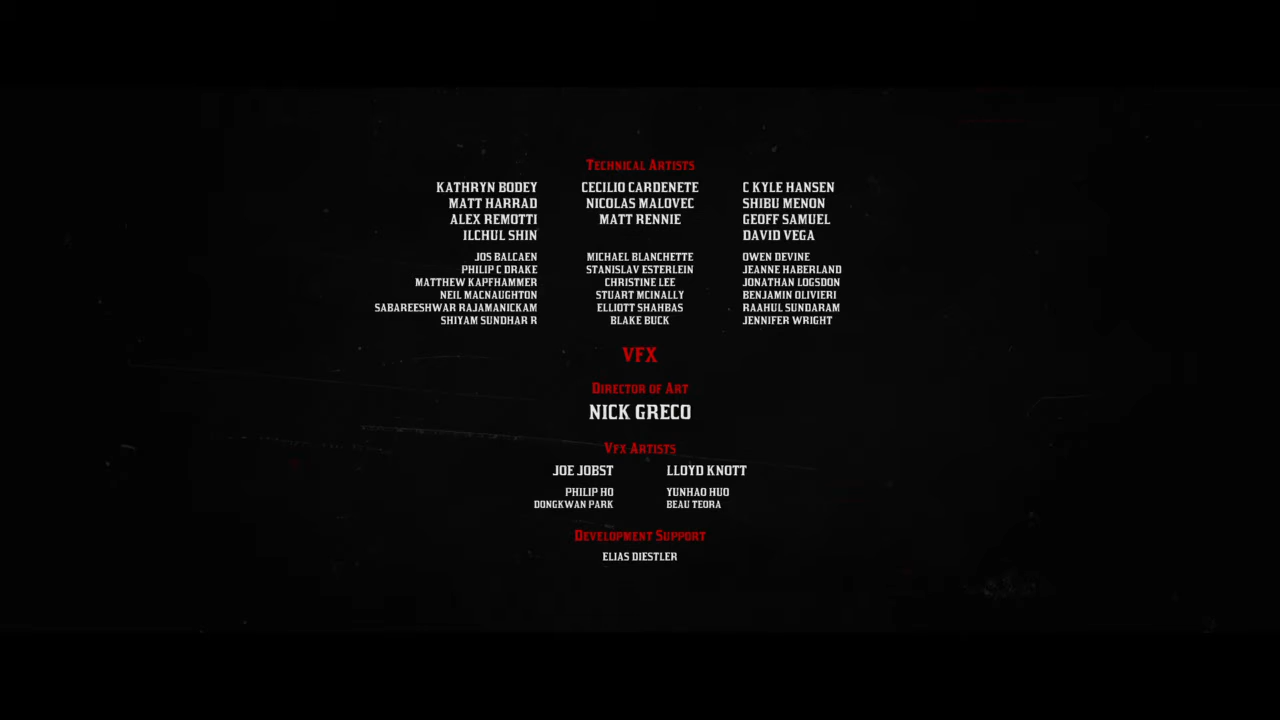 TECHNICAL ARTISTS
KATHRYN BODEY CECILIO CARDENETE C KYLE HANSEN
MATT HARRAD NICOLAS MALOVEC SHIBU MENON
ALEX REMOTTI MATT RENNIE GEOFF SAMUEL
ILCHUL SHIN DAVID VEGA
JOS BALCAEN MICHAEL BLANCHETTE OWEN DEVINE
PHILIP C DRAKE STANISLAV ESTERLEIN JEANNE HABERLAND
MATTHEW KAPFHAMMER CHRISTINE LEE JONATHAN LOGSDON
NEIL MACNAUGHTON STUART MCINALLY BENJAMIN OLIVIERI
SABAREESHWAR RAJAMANICKAM ELLIOTT SHAHBAS RAAHUL SUNDARAM
SHIYAM SUNDHAR R BLAKE BUCK JENNIFER WRIGHT
VFX
DIRECTOR OF ART
NICK GRECO
VFX ARTISTS
JOE JOBST LLOYD KNOTT
PHILIP HO YUNHAO HUO
DONGKWAN PARK BEAU TEORA
DEVELOPMENT SUPPORT
ELIAS DIESTLER